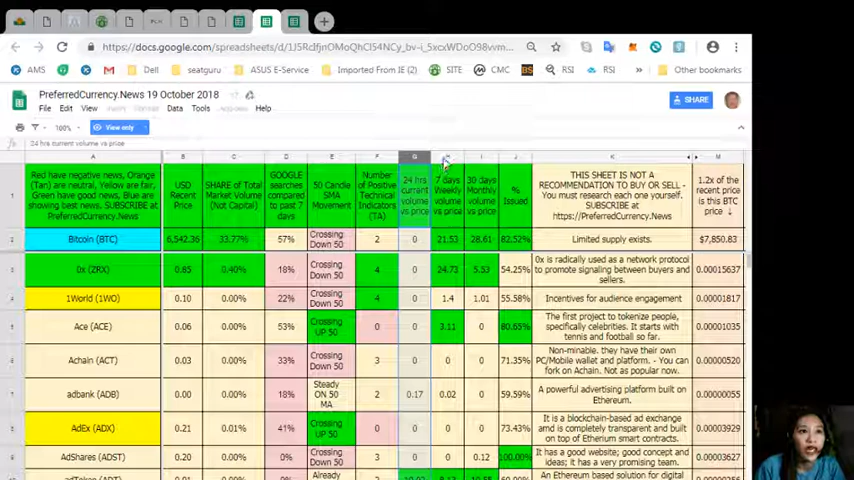 https://docs.google.com/spreadsheets/d/
AMS
Dell
seatguru
ASUS E-Service
Imported From IE (2)
SITE
CMC
BS
RSI
RSI
Other bookmarks
PreferredCurrency.News 19 October 2018
SHARE
File Edit View Data Tools Help
100%
View only
24 hrs current volume vs price
A B C D E F G I J K M
1
Red have negative news, Orange
(Tan) are neutral, Yellow are fair,
Green have good news, Blue are
showing best news. SUBSCRIBE at
PreferredCurrency.News
USD
Recent
Price
SHARE of Total
Market Volume
(Not Capital)
GOOGLE
searches
compared
to past 7
days
50 Candle
SMA
Movement
Number
of Positive
Technical
Indicators
(TA)
24 hrs
current
volume
vs price
7 days
Weekly
volume
vs price
30 days
Monthly
volume
vs price
%
Issued
THIS SHEET IS NOT A
RECOMMENDATION TO BUY OR SELL -
You must research each one yourself.
SUBSCRIBE at
https://PreferredCurrency.News
1.2x of the
recent
price is
this BTC
price ↓
2
Bitcoin (BTC)
6,542.36
33.77%
57%
Crossing
Down 50
2
0
21.53
28.61
82.52%
Limited supply exists.
$7,850.83
0x (ZRX)
0.85
0.40%
18%
Crossing
Down 50
4
0
24.73
5.53
54.25%
0x is radically used as a network protocol
to promote signaling between buyers and
sellers.
0.00015637
1World (1WO)
0.10
0.00%
22%
Crossing
Down 50
4
0
1.4
1.01
55.58%
Incentives for audience engagement
0.00001817
Ace (ACE)
0.06
0.00%
53%
Crossing
UP 50
0
0
3.11
0
80.65%
The first project to tokenize people,
specifically celebrities. It starts with
tennis and football so far.
0.00001035
Achain (ACT)
0.03
0.00%
33%
Crossing
Down 50
3
0
0
0
71.35%
Non-minable. they have their own
PC/Mobile wallet and platform. - You can
fork on Achain. Not as popular now.
0.00000520
adbank (ADB)
0.00
0.00%
18%
Steady
ON 50
MA
2
0.17
0.02
0
59.59%
A powerful advertising platform built on
Ethereum.
0.00000055
AdEx (ADX)
0.21
0.01%
41%
Crossing
UP 50
0
0
0
0
73.43%
It is a blockchain-based ad exchange
amd is completely transparent and built
on top of Etherium smart contracts.
0.00003929
AdShares (ADST)
0.20
0.00%
0%
Crossing
Down 50
3
0
0
0.12
100.00%
It has a good website; good concept and
ideas; it has a very promising team.
0.00003627
Already
An Ethereum based solution for digital